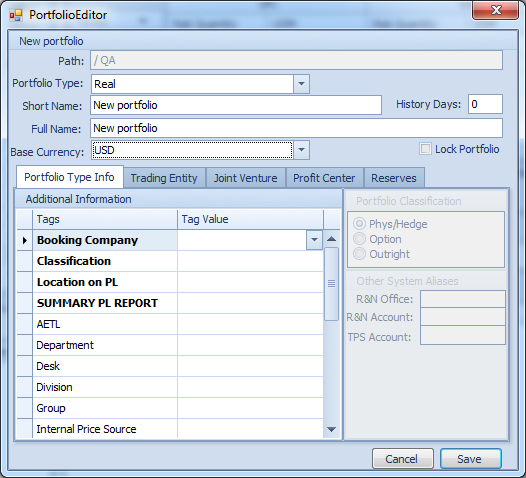 PortfolioEditor
New portfolio
Path: / QA
Portfolio Type: Real
Short Name: New portfolio History Days: 0
Full Name: New portfolio
Base Currency: USD Lock Portfolio
Portfolio Type Info Trading Entity Joint Venture Profit Center Reserves
Additional Information
Tags Tag Value
Booking Company
Classification
Location on PL
SUMMARY PL REPORT
AETL
Department
Desk
Division
Group
Internal Price Source
Portfolio Classification
Phys/Hedge
Option
Outright
Other System Aliases
R&N Office:
R&N Account:
TPS Account:
Cancel Save